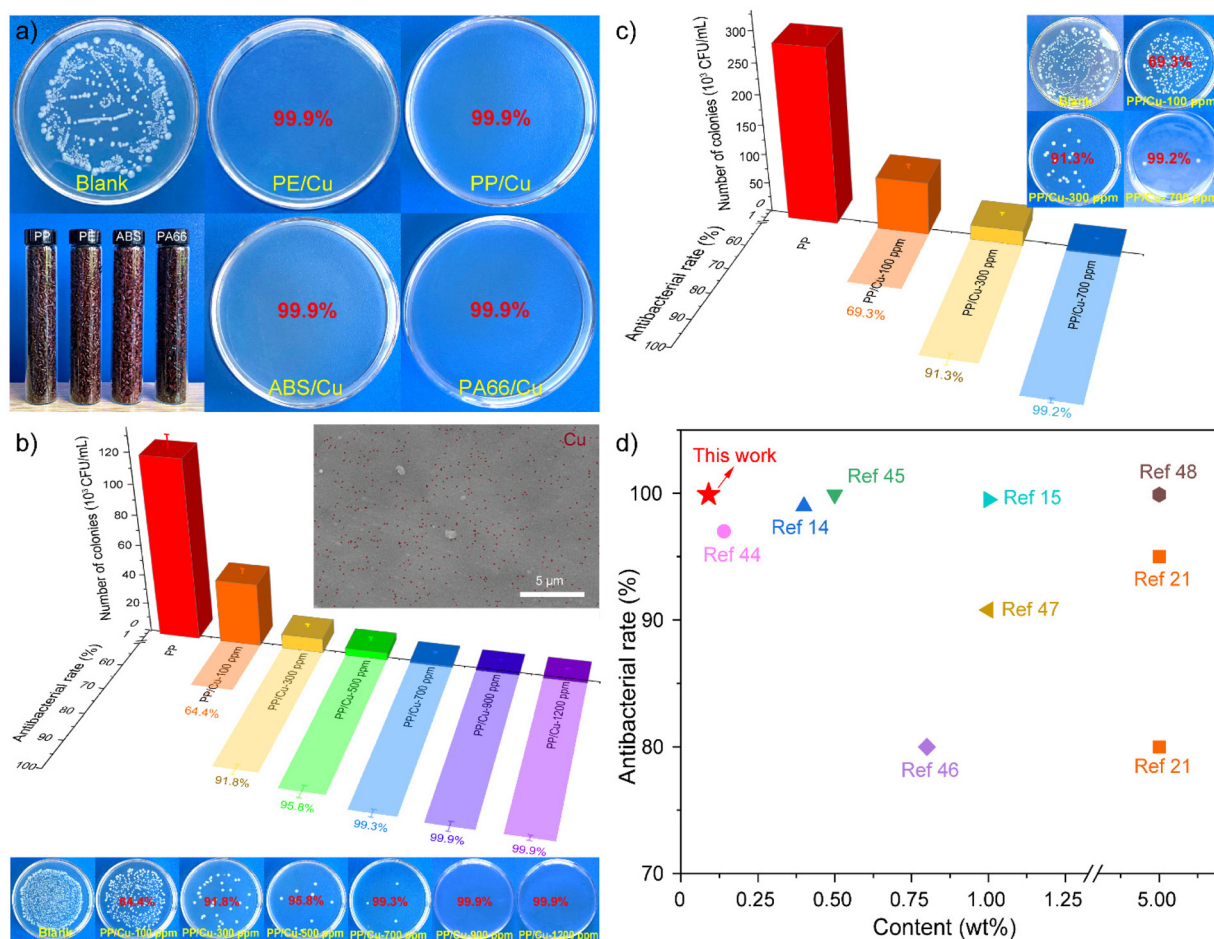 a)
99.9%
99.9%
Blank
PE/Cu
PP/Cu
PP
PE
ABS
PA66
99.9%
99.9%
ABS/Cu
PA66/Cu
b)
Number of colonies (10³ CFU/mL)
120
80
60
40
20
0
1
Antibacterial rate (%)
60
70
80
90
100
PP
PP/Cu-100 ppm
PP/Cu-300 ppm
PP/Cu-500 ppm
PP/Cu-700 ppm
PP/Cu-900 ppm
PP/Cu-1200 ppm
64.4%
91.8%
95.8%
99.3%
99.9%
99.9%
Cu
5 µm
64.4%
91.8%
95.8%
99.3%
99.9%
99.9%
Blank
PP/Cu-100 ppm
PP/Cu-300 ppm
PP/Cu-500 ppm
PP/Cu-700 ppm
PP/Cu-900 ppm
PP/Cu-1200 ppm
c)
Number of colonies (10³ CFU/mL)
300
250
200
150
100
50
0
1
Antibacterial rate (%)
60
70
80
90
100
PP
PP/Cu-100 ppm
PP/Cu-300 ppm
PP/Cu-700 ppm
69.3%
91.3%
99.2%
69.3%
Blank
PP/Cu-100 ppm
91.3%
99.2%
PP/Cu-300 ppm
PP/Cu-700 ppm
d)
Antibacterial rate (%)
100
90
80
70
This work
Ref 44
Ref 14
Ref 45
Ref 15
Ref 48
Ref 21
Ref 47
Ref 46
Ref 21
0.00
0.25
0.50
0.75
1.00
1.25
5.00
Content (wt%)